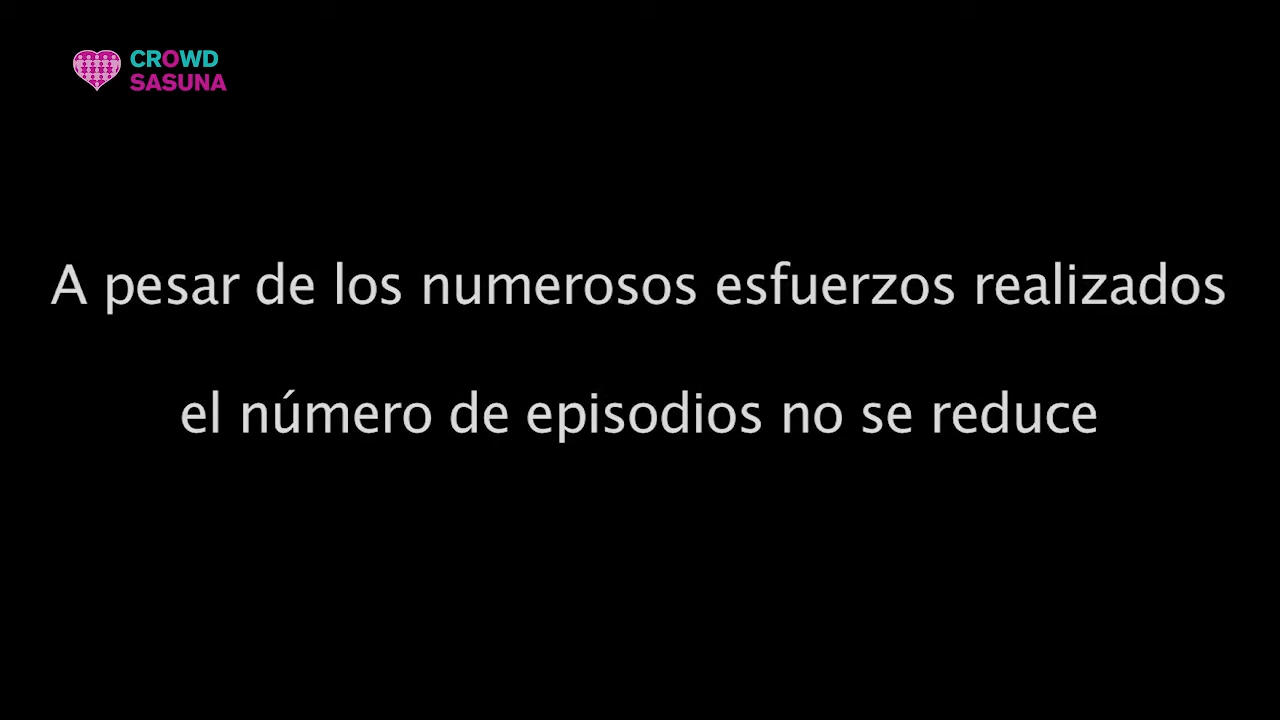 CROWD
SASUNA
A pesar de los numerosos esfuerzos realizados
el número de episodios no se reduce